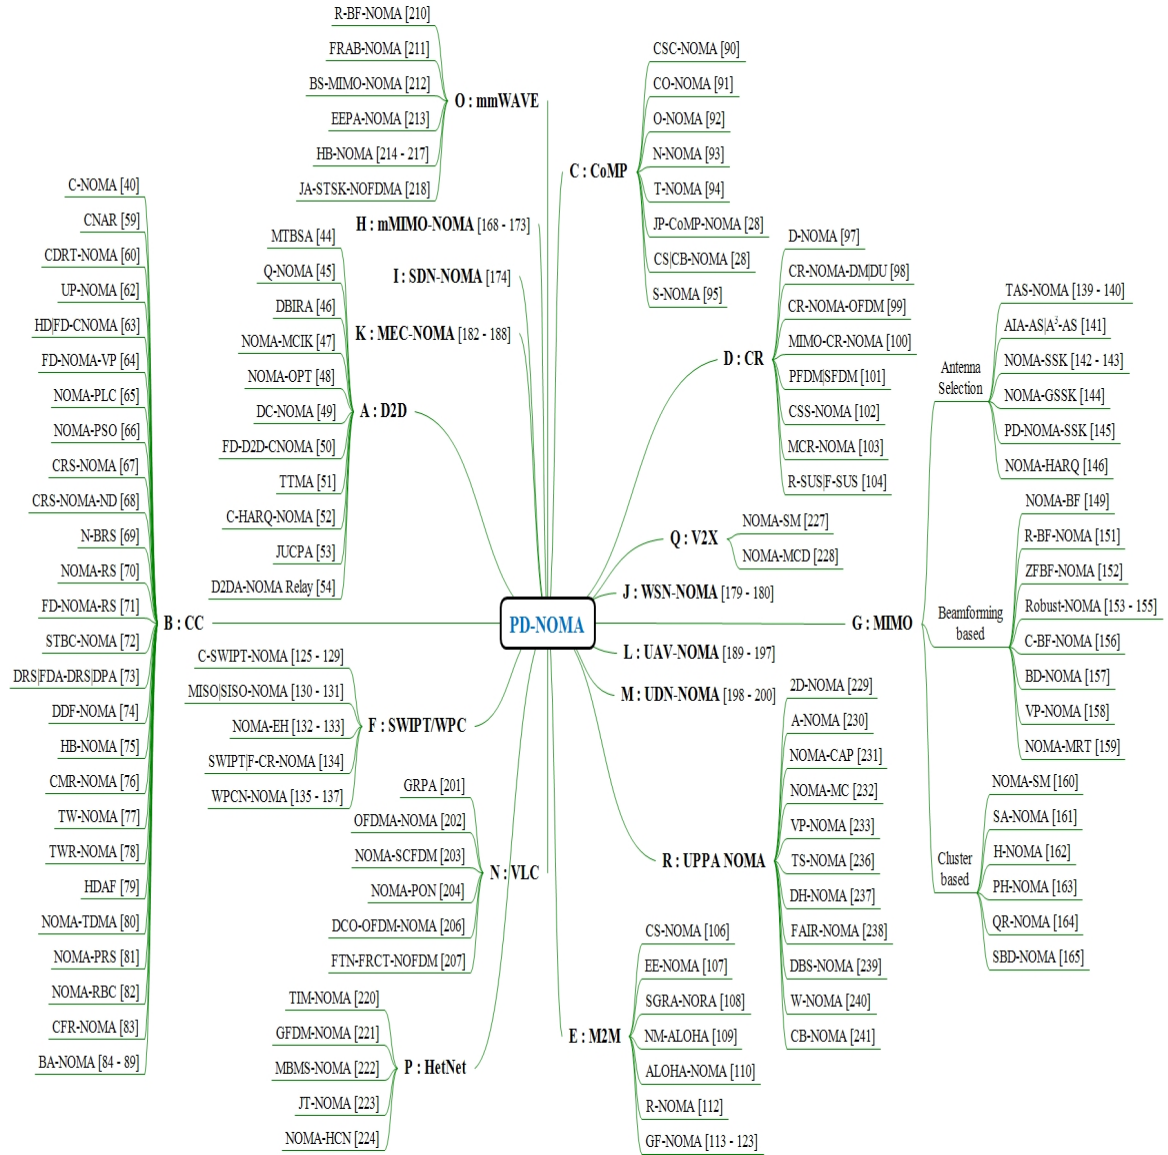 PD-NOMA
O : mmWAVE
R-BF-NOMA [210]
FRAB-NOMA [211]
BS-MIMO-NOMA [212]
EEPA-NOMA [213]
HB-NOMA [214 - 217]
JA-STSK-NOFDMA [218]
H : mMIMO-NOMA [168 - 173]
I : SDN-NOMA [174]
K : MEC-NOMA [182 - 188]
A : D2D
MTBSA [44]
Q-NOMA [45]
DBIRA [46]
NOMA-MCIK [47]
NOMA-OPT [48]
DC-NOMA [49]
FD-D2D-CNOMA [50]
TTMA [51]
C-HARQ-NOMA [52]
JUCPA [53]
D2DA-NOMA Relay [54]
B : CC
C-NOMA [40]
CNAR [59]
CDRT-NOMA [60]
UP-NOMA [62]
HD|FD-CNOMA [63]
FD-NOMA-VP [64]
NOMA-PLC [65]
NOMA-PSO [66]
CRS-NOMA [67]
CRS-NOMA-ND [68]
N-BRS [69]
NOMA-RS [70]
FD-NOMA-RS [71]
STBC-NOMA [72]
DRS|FDA-DRS|DPA [73]
DDF-NOMA [74]
HB-NOMA [75]
CMR-NOMA [76]
TW-NOMA [77]
TWR-NOMA [78]
HDAF [79]
NOMA-TDMA [80]
NOMA-PRS [81]
NOMA-RBC [82]
CFR-NOMA [83]
BA-NOMA [84 - 89]
F : SWIPT/WPC
C-SWIPT-NOMA [125 - 129]
MISO|SISO-NOMA [130 - 131]
NOMA-EH [132 - 133]
SWIPT|F-CR-NOMA [134]
WPCN-NOMA [135 - 137]
N : VLC
GRPA [201]
OFDMA-NOMA [202]
NOMA-SCFDM [203]
NOMA-PON [204]
DCO-OFDM-NOMA [206]
FTN-FRCT-NOFDM [207]
P : HetNet
TIM-NOMA [220]
GFDM-NOMA [221]
MBMS-NOMA [222]
JT-NOMA [223]
NOMA-HCN [224]
C : CoMP
CSC-NOMA [90]
CO-NOMA [91]
O-NOMA [92]
N-NOMA [93]
T-NOMA [94]
JP-CoMP-NOMA [28]
CS|CB-NOMA [28]
S-NOMA [95]
D : CR
D-NOMA [97]
CR-NOMA-DM|DU [98]
CR-NOMA-OFDM [99]
MIMO-CR-NOMA [100]
PFDM|SFDM [101]
CSS-NOMA [102]
MCR-NOMA [103]
R-SUS|F-SUS [104]
Q : V2X
NOMA-SM [227]
NOMA-MCD [228]
J : WSN-NOMA [179 - 180]
G : MIMO
Antenna
Selection
TAS-NOMA [139 - 140]
AIA-AS|A³-AS [141]
NOMA-SSK [142 - 143]
NOMA-GSSK [144]
PD-NOMA-SSK [145]
NOMA-HARQ [146]
Beamforming
based
NOMA-BF [149]
R-BF-NOMA [151]
ZFBF-NOMA [152]
Robust-NOMA [153 - 155]
C-BF-NOMA [156]
BD-NOMA [157]
VP-NOMA [158]
NOMA-MRT [159]
Cluster
based
NOMA-SM [160]
SA-NOMA [161]
H-NOMA [162]
PH-NOMA [163]
QR-NOMA [164]
SBD-NOMA [165]
L : UAV-NOMA [189 - 197]
M : UDN-NOMA [198 - 200]
R : UPPA NOMA
2D-NOMA [229]
A-NOMA [230]
NOMA-CAP [231]
NOMA-MC [232]
VP-NOMA [233]
TS-NOMA [236]
DH-NOMA [237]
FAIR-NOMA [238]
DBS-NOMA [239]
W-NOMA [240]
CB-NOMA [241]
E : M2M
CS-NOMA [106]
EE-NOMA [107]
SGRA-NORA [108]
NM-ALOHA [109]
ALOHA-NOMA [110]
R-NOMA [112]
GF-NOMA [113 - 123]